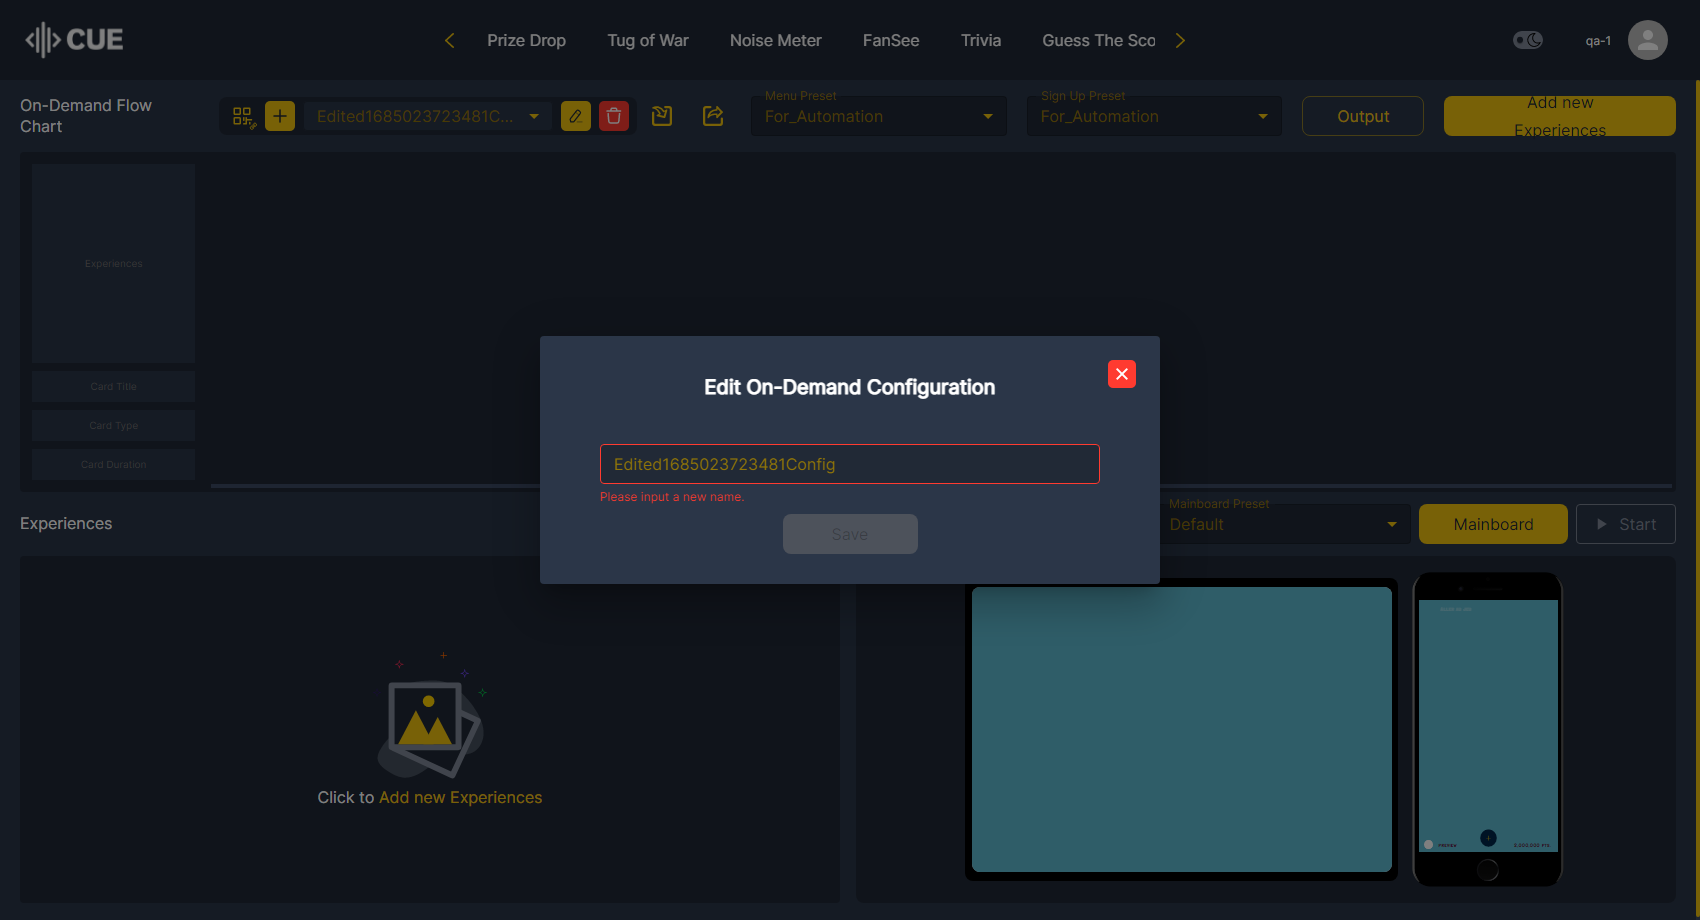 CUE
Prize Drop
Tug of War
Noise Meter
FanSee
Trivia
Guess The Sco
qa-1
On-Demand Flow
Chart
Edited1685023723481C...
Menu Preset
For_Automation
Sign Up Preset
For_Automation
Output
Add new
Experiences
Experiences
Card Title
Card Type
Card Duration
Edit On-Demand Configuration
Edited1685023723481Config
Please input a new name.
Save
Experiences
Mainboard Preset
Default
Mainboard
Start
Click to Add new Experiences
PREVIEW